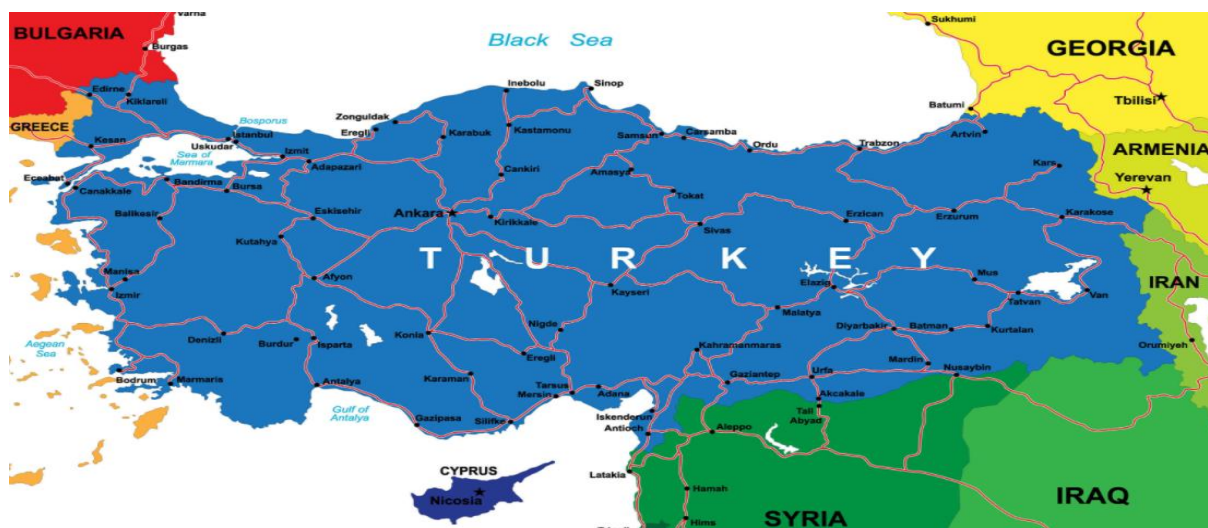 Varna
BULGARIA
Burgas
Black Sea
Sukhumi
GEORGIA
Tbilisi
Batumi
Edirne
Kiklareli
GREECE
Kesan
Bosporus
Istanbul
Uskudar
Sea of
Marmara
Izmit
Adapazari
Zonguldak
Eregli
Karabuk
Inebolu
Kastamonu
Sinop
Samsun
Carsamba
Ordu
Trabzon
Artvin
ARMENIA
Yerevan
Kars
Eceabat
Canakkale
Bandirma
Bursa
Cankiri
Amasya
Tokat
Balikesir
Eskisehir
Ankara
Kirikkale
Sivas
Erzican
Erzurum
Karakose
Kutahya
TURKEY
Manisa
Izmir
Afyon
Kayseri
Elazig
Mus
Tatvan
Van
IRAN
Orumiyeh
Malatya
Aegean
Sea
Denizli
Burdur
Isparta
Konla
Nigde
Eregli
Kahramanmaras
Diyarbakir
Batman
Kurtalan
Mardin
Nusaybin
Bodrum
Marmaris
Antalya
Karaman
Tarsus
Mersin
Adana
Gaziantep
Urfa
Akcakale
Tall
Abyad
Gulf of
Antalya
Gazipasa
Silifke
Iskenderun
Antioch
Aleppo
CYPRUS
Nicosia
Latakia
Hamah
Hims
SYRIA
IRAQ